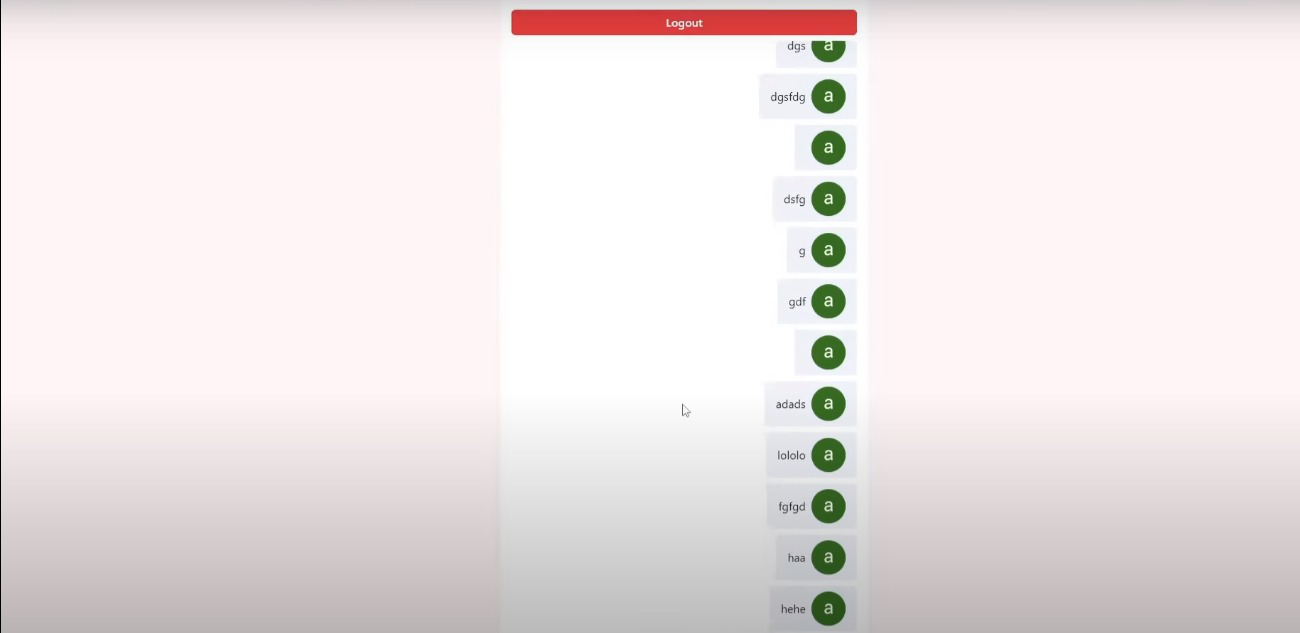 Logout
dgs a
dgsfdg a
a
dsfg a
g a
gdf a
a
adads a
lololo a
fgfgd a
haa a
hehe a